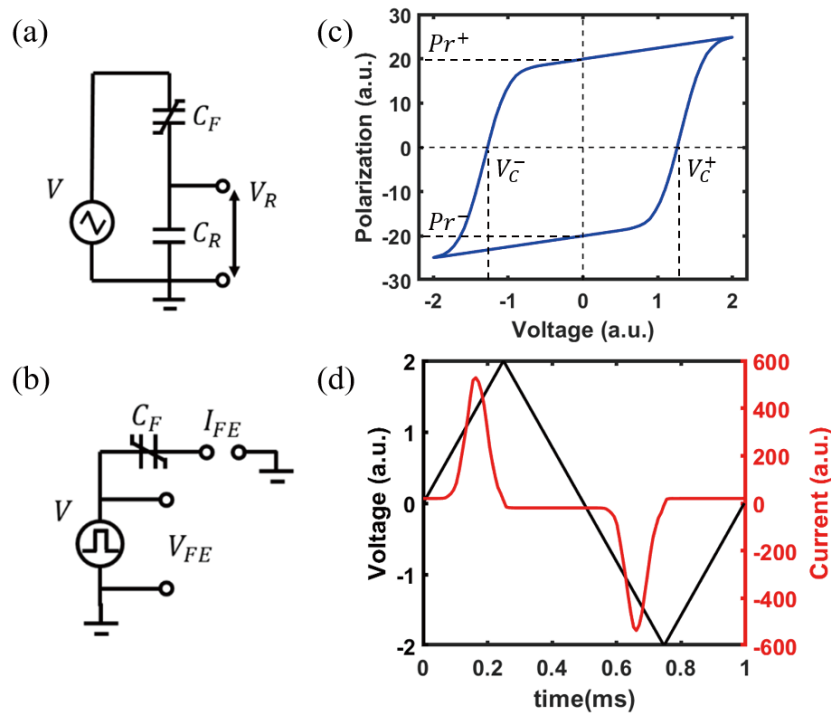 (a)
C_F
V
V_R
C_R
(b)
C_F
I_FE
V
V_FE
(c)
30
20
10
0
-10
-20
-30
Polarization (a.u.)
Pr+
Pr−
V_C^−
V_C^+
-2
-1
0
1
2
Voltage (a.u.)
(d)
2
1
0
-1
-2
Voltage (a.u.)
600
400
200
0
-200
-400
-600
Current (a.u.)
0
0.2
0.4
0.6
0.8
1
time(ms)